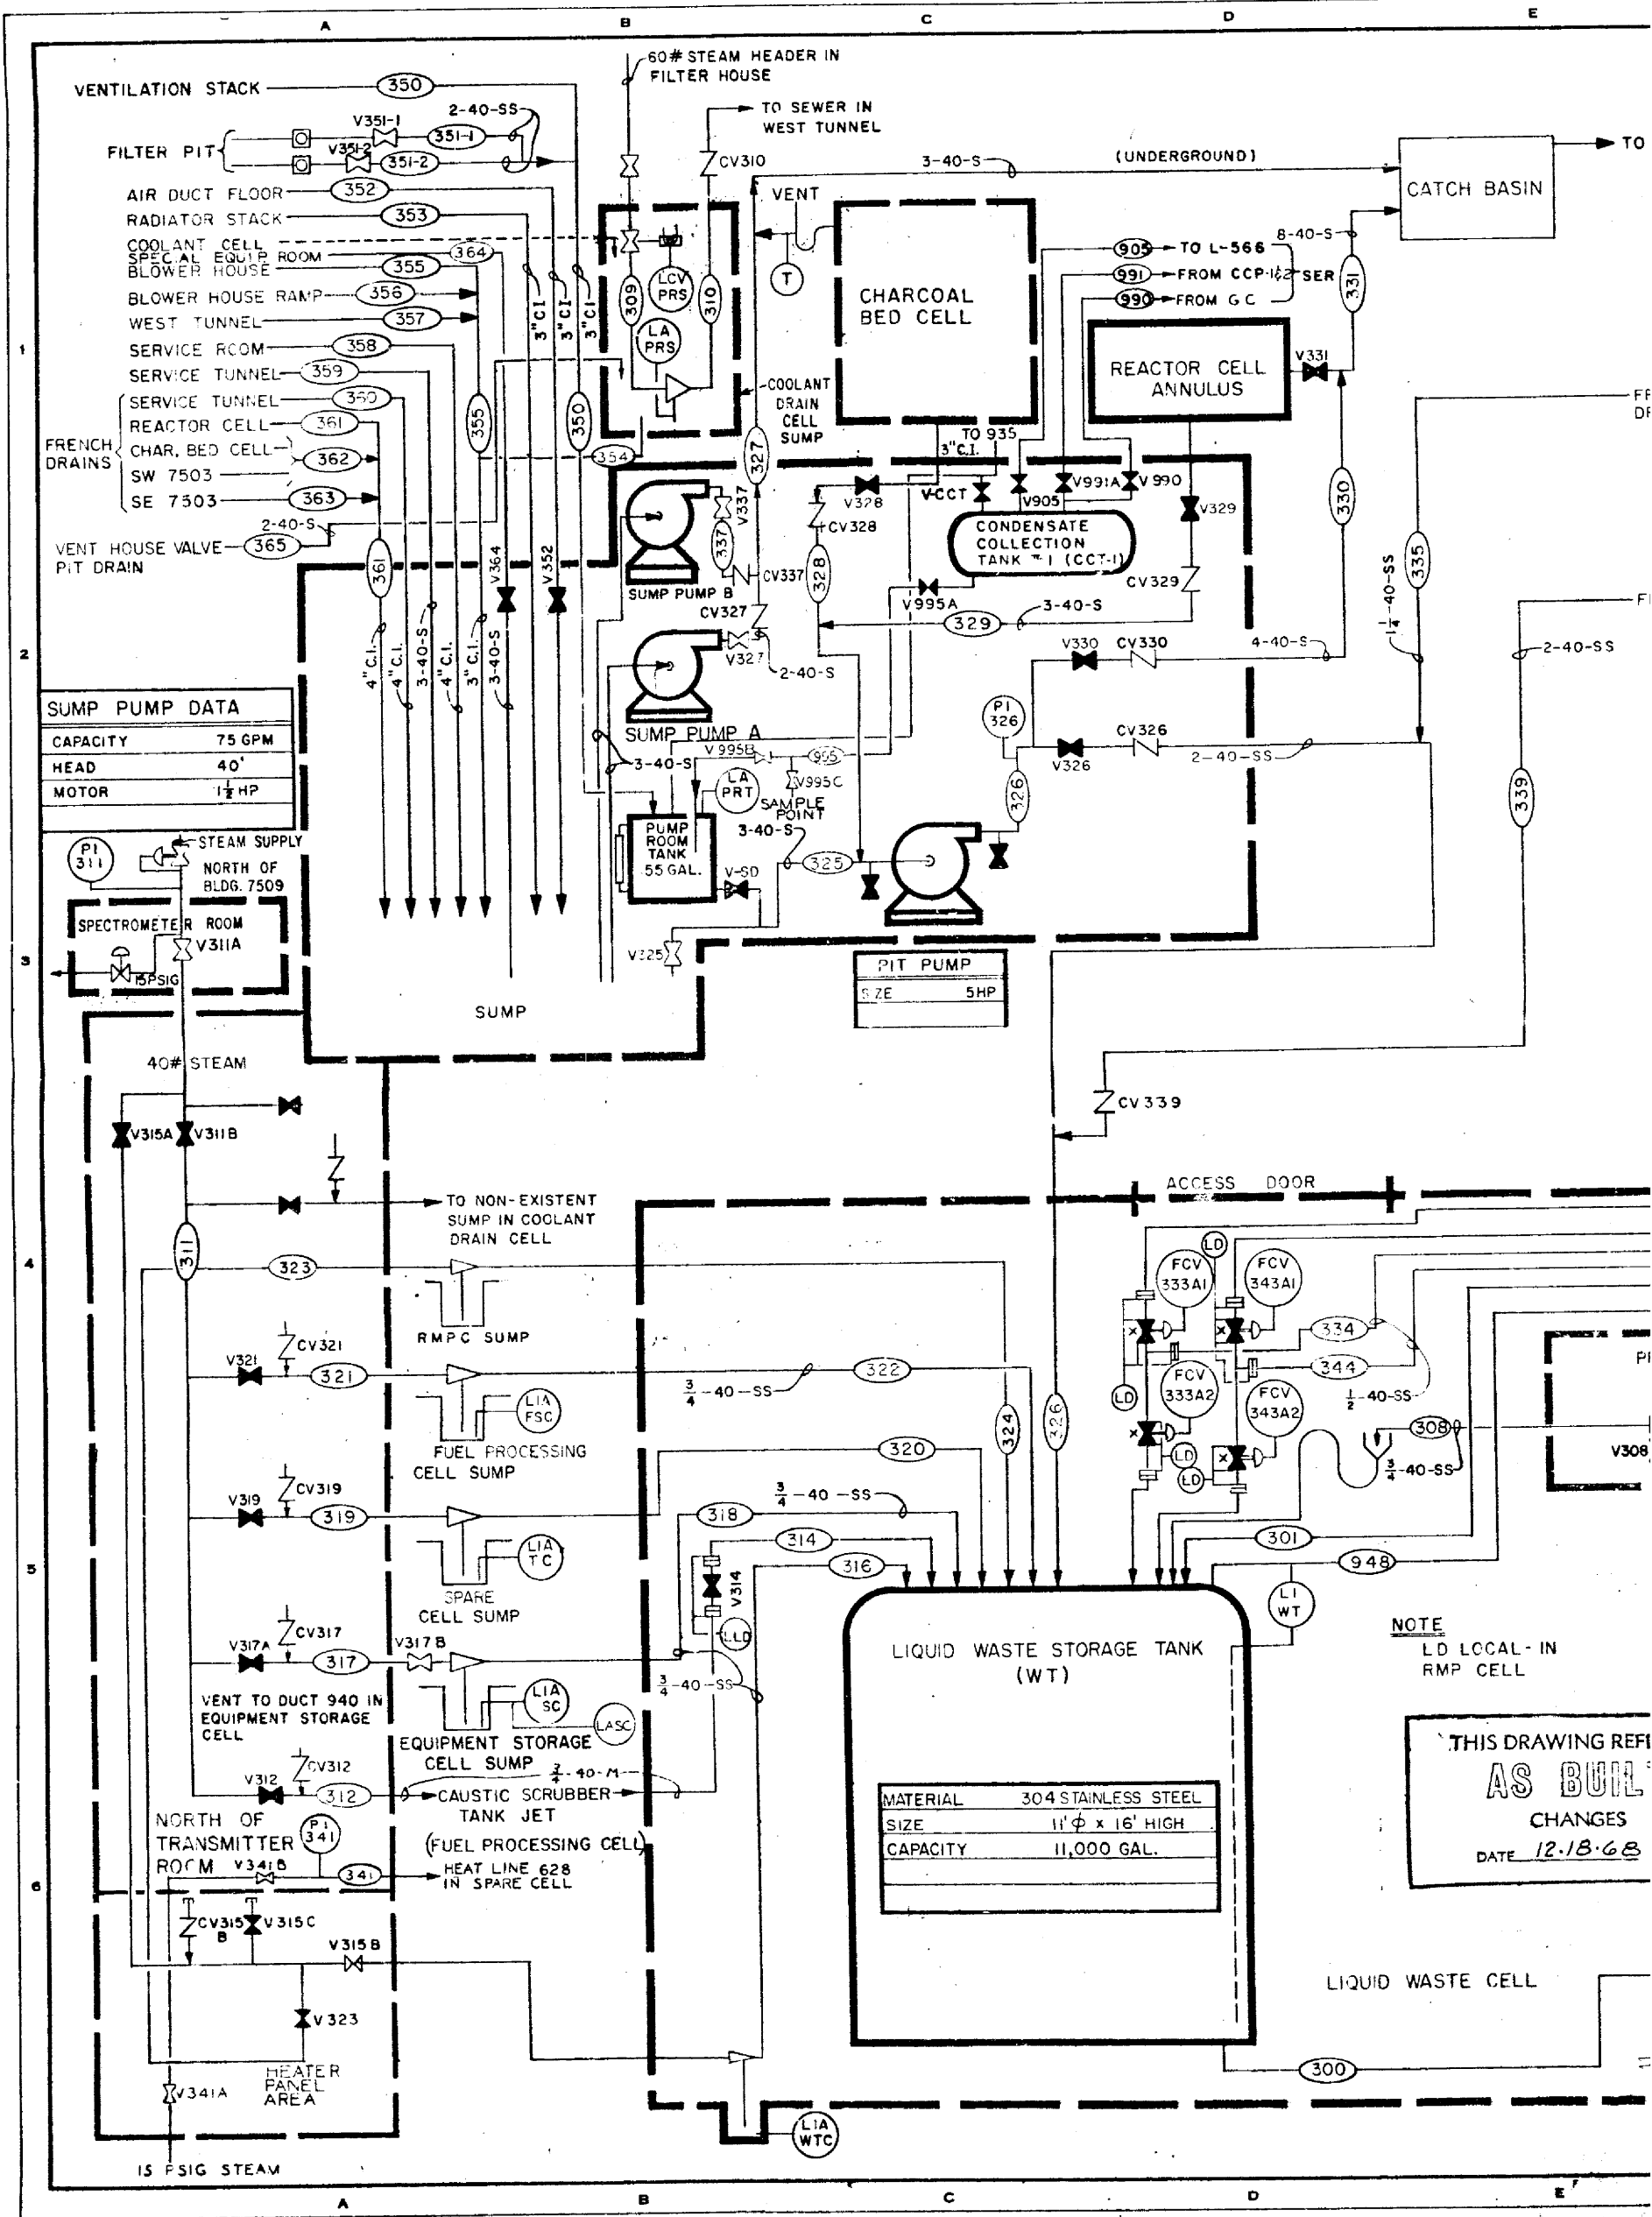 A
B
C
D
E
60# STEAM HEADER IN
FILTER HOUSE
VENTILATION STACK
350
2-40-SS
TO SEWER IN
WEST TUNNEL
V351-1
351-1
FILTER PIT
V351-2
351-2
CV310
3-40-S
(UNDERGROUND)
TO
CATCH BASIN
AIR DUCT FLOOR
352
VENT
RADIATOR STACK
353
COOLANT CELL
SPECIAL EQUIP ROOM
364
BLOWER HOUSE
355
8-40-S
905
TO L-566
991
FROM CCP-1&2
SER
990
FROM G C
331
T
CHARCOAL
BED CELL
309
LCV
PRS
310
BLOWER HOUSE RAMP
356
WEST TUNNEL
357
3" C.I.
3" C.I.
3" C.I.
LA
PRS
1
SERVICE ROOM
358
SERVICE TUNNEL
359
REACTOR CELL
ANNULUS
V331
COOLANT
DRAIN
CELL
SUMP
FRENCH
DRAINS
SERVICE TUNNEL
360
REACTOR CELL
361
CHAR. BED CELL
362
SW 7503
SE 7503
363
355
350
354
327
TO 935
3"C.I.
330
2-40-S
VENT HOUSE VALVE
PIT DRAIN
365
361
V364
V352
V337
337
CV337
SUMP PUMP B
V328
CV328
328
V-CCT
V905
V991A
V990
V329
CONDENSATE
COLLECTION
TANK #1 (CCT-1)
CV329
335
V995A
329
3-40-S
1 1/4-40-SS
CV327
V327
2-40-S
V330
CV330
4-40-S
2-40-SS
2
4"C.I.
4"C.I.
3-40-S
4"C.I.
3"C.I.
3-40-S
SUMP PUMP DATA
CAPACITY 75 GPM
HEAD 40'
MOTOR 1 1/2 HP
SUMP PUMP A
V995B
995
V995C
3-40-S
LA
PRT
SAMPLE
POINT
PI
326
CV326
V326
2-40-SS
326
339
PUMP
ROOM
TANK
55 GAL.
V-SD
3-40-S
325
V325
PI
311
STEAM SUPPLY
NORTH OF
BLDG. 7509
SPECTROMETER ROOM
V311A
15PSIG
3
SUMP
PIT PUMP
SIZE 5HP
40# STEAM
V315A
V311B
CV339
TO NON-EXISTENT
SUMP IN COOLANT
DRAIN CELL
ACCESS DOOR
4
311
323
RMPC SUMP
LD
FCV
333A1
FCV
343A1
334
344
LD
FCV
333A2
FCV
343A2
1/2-40-SS
V321
CV321
321
3/4-40-SS
322
LIA
FSC
FUEL PROCESSING
CELL SUMP
324
326
LD
LD
308
3/4-40-SS
V308
320
V319
CV319
319
3/4-40-SS
318
314
316
301
948
LIA
TC
SPARE
CELL SUMP
V314
LLD
LI
WT
5
V317A
CV317
317
V317B
3/4-40-SS
LIA
SC
LASC
EQUIPMENT STORAGE
CELL SUMP
VENT TO DUCT 940 IN
EQUIPMENT STORAGE
CELL
LIQUID WASTE STORAGE TANK
(WT)
NOTE
LD LOCAL-IN
RMP CELL
THIS DRAWING REF
AS BUIL
CHANGES
DATE 12-18-68
V312
CV312
312
3/4-40-M
CAUSTIC SCRUBBER
TANK JET
(FUEL PROCESSING CELL)
MATERIAL 304 STAINLESS STEEL
SIZE 11'ϕ x 16' HIGH
CAPACITY 11,000 GAL.
NORTH OF
TRANSMITTER
ROOM
PI
341
V341B
341
HEAT LINE 628
IN SPARE CELL
6
CV315
B
V315C
V315B
V323
HEATER
PANEL
AREA
V341A
15 PSIG STEAM
LIA
WTC
LIQUID WASTE CELL
300
A
B
C
D
E